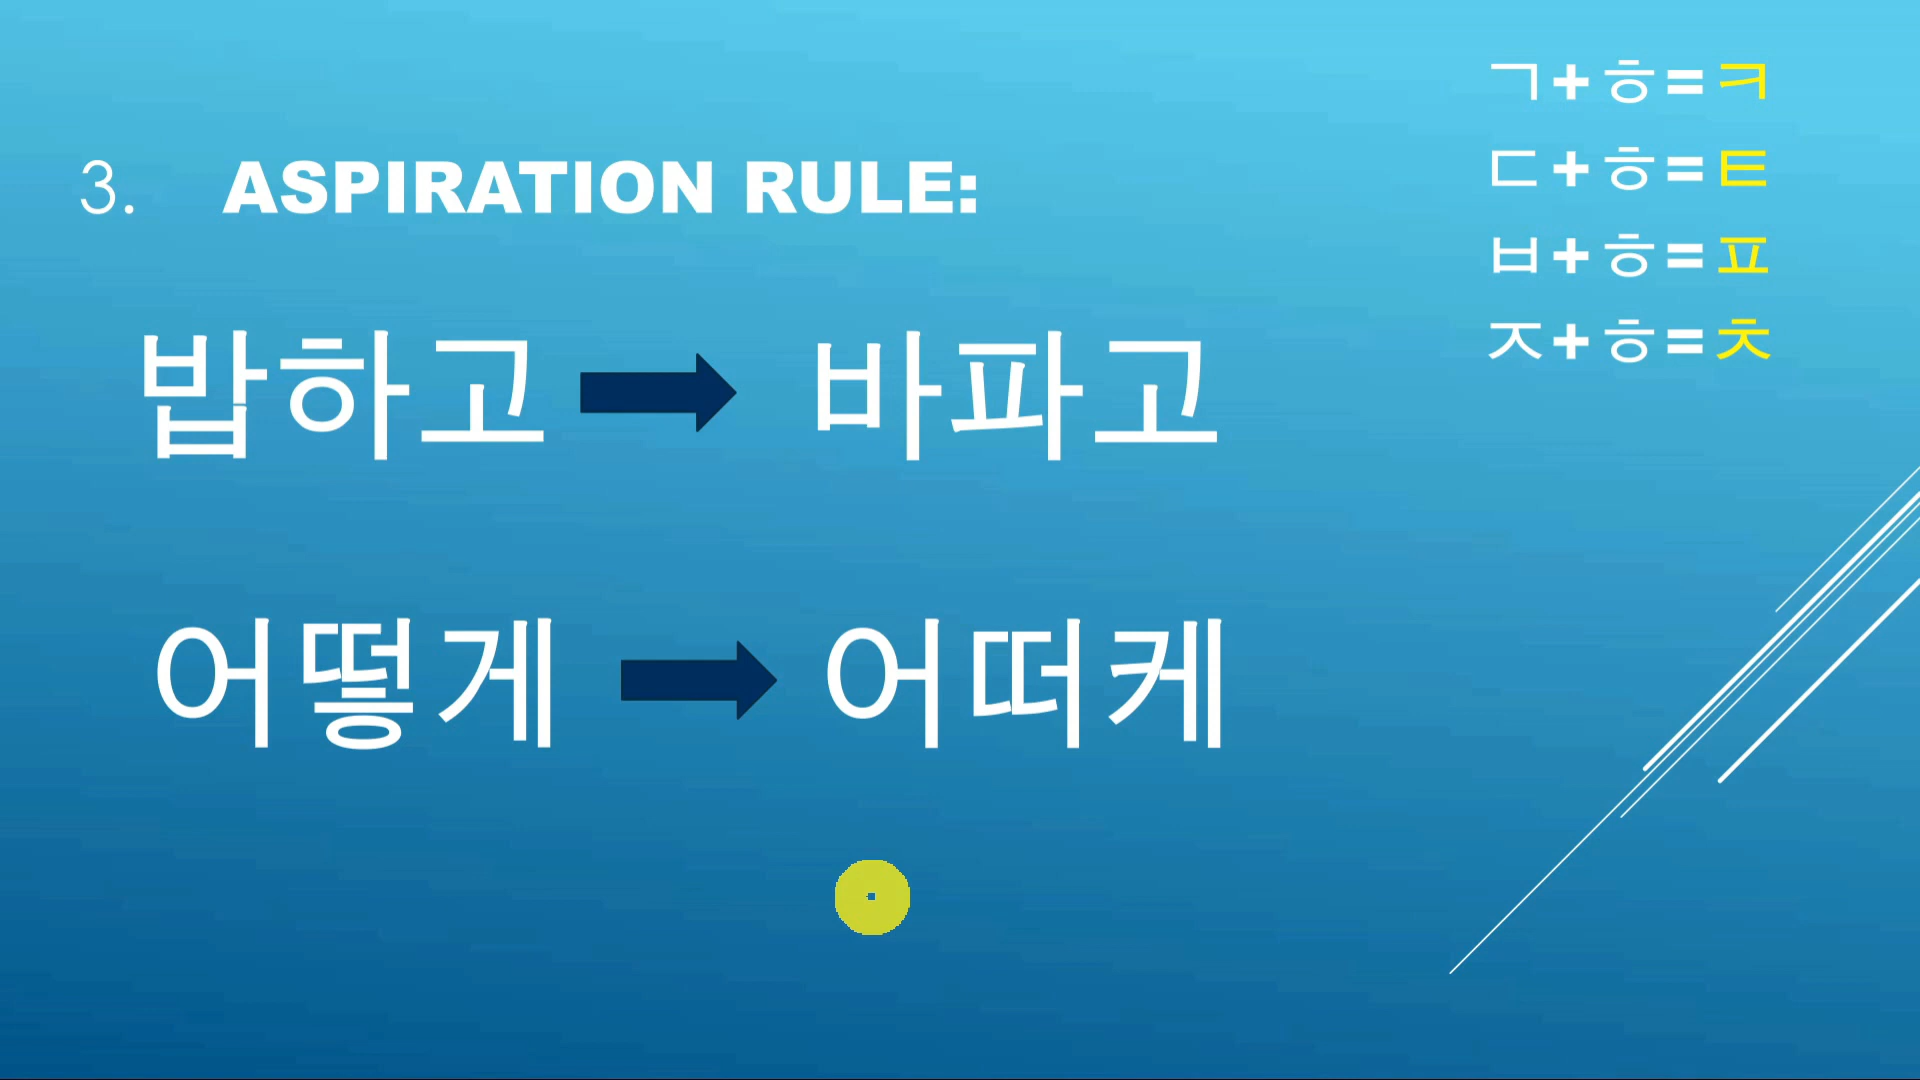 ㄱ+ㅎ=ㅋ
ㄷ+ㅎ=ㅌ
ㅂ+ㅎ=ㅍ
ㅈ+ㅎ=ㅊ
3. ASPIRATION RULE:
밥하고 바파고
어떻게 어떠케